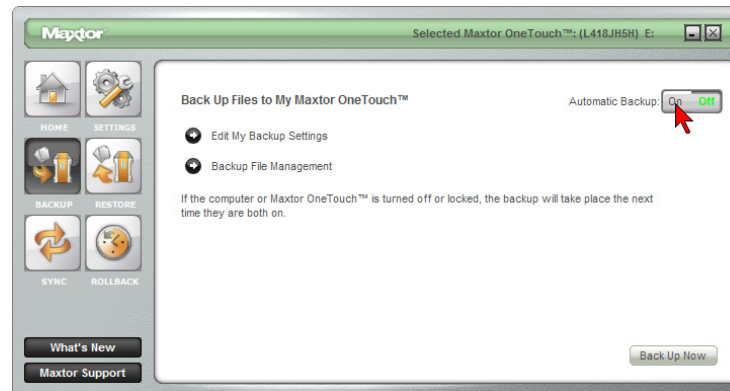 Maxtor
Selected Maxtor OneTouch™: (L418JH5H) E:
HOME SETTINGS
BACKUP RESTORE
SYNC ROLLBACK
What's New
Maxtor Support
Back Up Files to My Maxtor OneTouch™
Automatic Backup: On Off
Edit My Backup Settings
Backup File Management
If the computer or Maxtor OneTouch™ is turned off or locked, the backup will take place the next
time they are both on.
Back Up Now